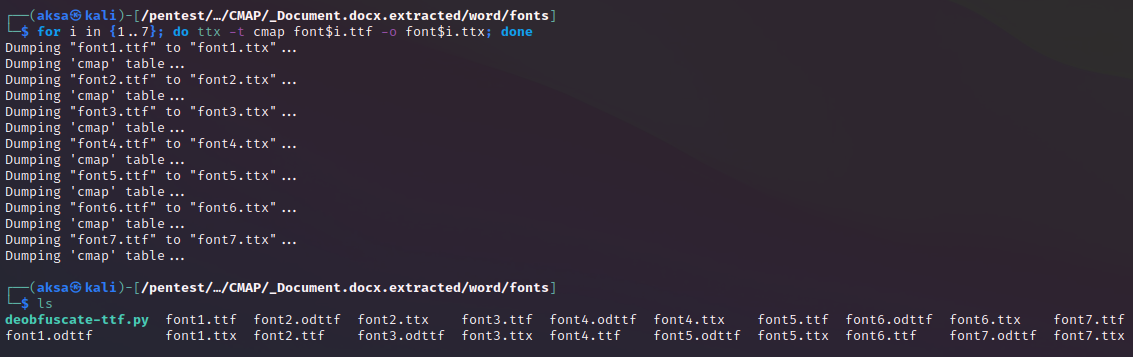 ┌──(aksa㉿kali)-[/pentest/…/CMAP/_Document.docx.extracted/word/fonts]
└─$ for i in {1..7}; do ttx -t cmap font$i.ttf -o font$i.ttx; done
Dumping "font1.ttf" to "font1.ttx"...
Dumping 'cmap' table...
Dumping "font2.ttf" to "font2.ttx"...
Dumping 'cmap' table...
Dumping "font3.ttf" to "font3.ttx"...
Dumping 'cmap' table...
Dumping "font4.ttf" to "font4.ttx"...
Dumping 'cmap' table...
Dumping "font5.ttf" to "font5.ttx"...
Dumping 'cmap' table...
Dumping "font6.ttf" to "font6.ttx"...
Dumping 'cmap' table...
Dumping "font7.ttf" to "font7.ttx"...
Dumping 'cmap' table...
┌──(aksa㉿kali)-[/pentest/…/CMAP/_Document.docx.extracted/word/fonts]
└─$ ls
deobfuscate-ttf.py font1.ttf font2.odttf font2.ttx font3.ttf font4.odttf font4.ttx font5.ttf font6.odttf font6.ttx font7.ttf
font1.odttf font1.ttx font2.ttf font3.odttf font3.ttx font4.ttf font5.odttf font5.ttx font6.ttf font7.odttf font7.ttx